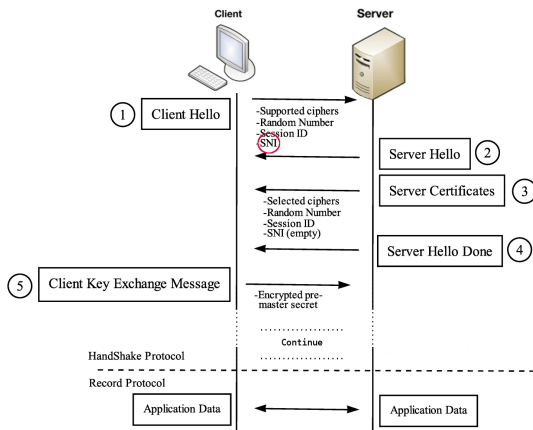 Client
Server
1
Client Hello
-Supported ciphers
-Random Number
-Session ID
-SNI
Server Hello
2
Server Certificates
3
-Selected ciphers
-Random Number
-Session ID
-SNI (empty)
Server Hello Done
4
5
Client Key Exchange Message
-Encrypted pre-
master secret
............
Continue
............
HandShake Protocol
Record Protocol
Application Data
Application Data